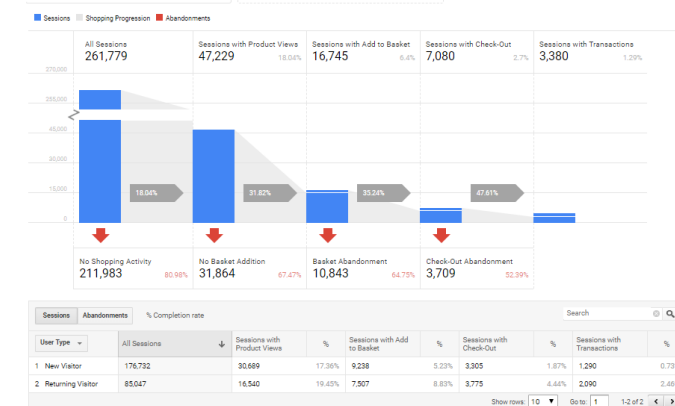 Sessions Shopping Progression Abandonments
All Sessions
261,779
Sessions with Product Views
47,229 18.04%
Sessions with Add to Basket
16,745 6.4%
Sessions with Check-Out
7,080 2.7%
Sessions with Transactions
3,380 1.29%
270,000
255,000
45,000
30,000
15,000
0
18.04%
31.82%
35.24%
47.61%
No Shopping Activity
211,983 80.98%
No Basket Addition
31,864 67.47%
Basket Abandonment
10,843 64.75%
Check-Out Abandonment
3,709 52.39%
Sessions Abandonments % Completion rate Search
User Type All Sessions Sessions with Product Views % Sessions with Add to Basket % Sessions with Check-Out % Sessions with Transactions %
1 New Visitor 176,732 30,689 17.36% 9,238 5.23% 3,305 1.87% 1,290 0.73
2 Returning Visitor 85,047 16,540 19.45% 7,507 8.83% 3,775 4.44% 2,090 2.46
Show rows: 10 Go to: 1 1-2 of 2